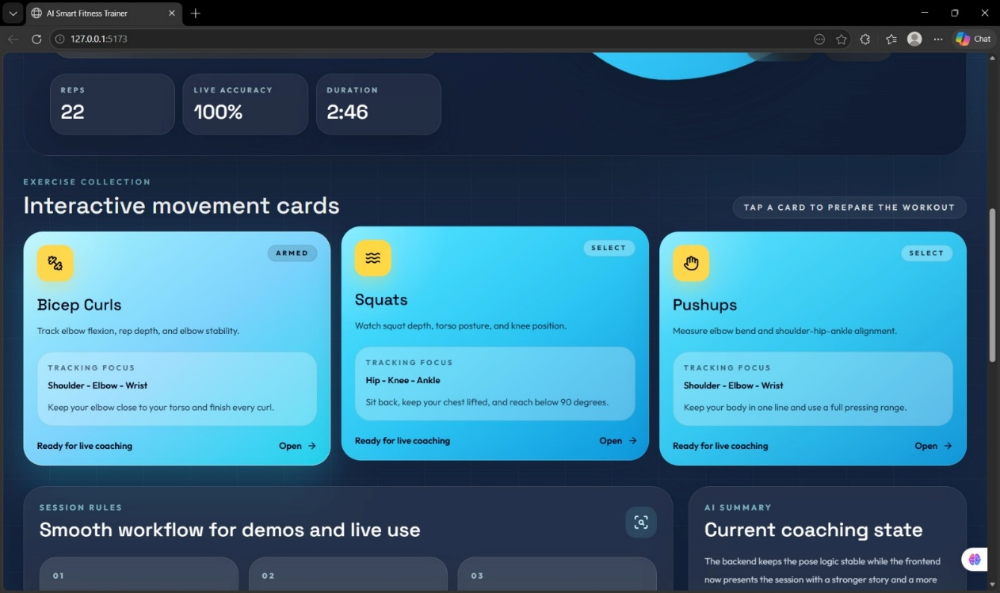 AI Smart Fitness Trainer
127.0.0.1:5173
Chat
REPS
22
LIVE ACCURACY
100%
DURATION
2:46
EXERCISE COLLECTION
Interactive movement cards
TAP A CARD TO PREPARE THE WORKOUT
ARMED
Bicep Curls
Track elbow flexion, rep depth, and elbow stability.
TRACKING FOCUS
Shoulder - Elbow - Wrist
Keep your elbow close to your torso and finish every curl.
Ready for live coaching
Open →
SELECT
Squats
Watch squat depth, torso posture, and knee position.
TRACKING FOCUS
Hip - Knee - Ankle
Sit back, keep your chest lifted, and reach below 90 degrees.
Ready for live coaching
Open →
SELECT
Pushups
Measure elbow bend and shoulder-hip-ankle alignment.
TRACKING FOCUS
Shoulder - Elbow - Wrist
Keep your body in one line and use a full pressing range.
Ready for live coaching
Open →
SESSION RULES
Smooth workflow for demos and live use
01
02
03
AI SUMMARY
Current coaching state
The backend keeps the pose logic stable while the frontend
now presents the session with a stronger story and a more